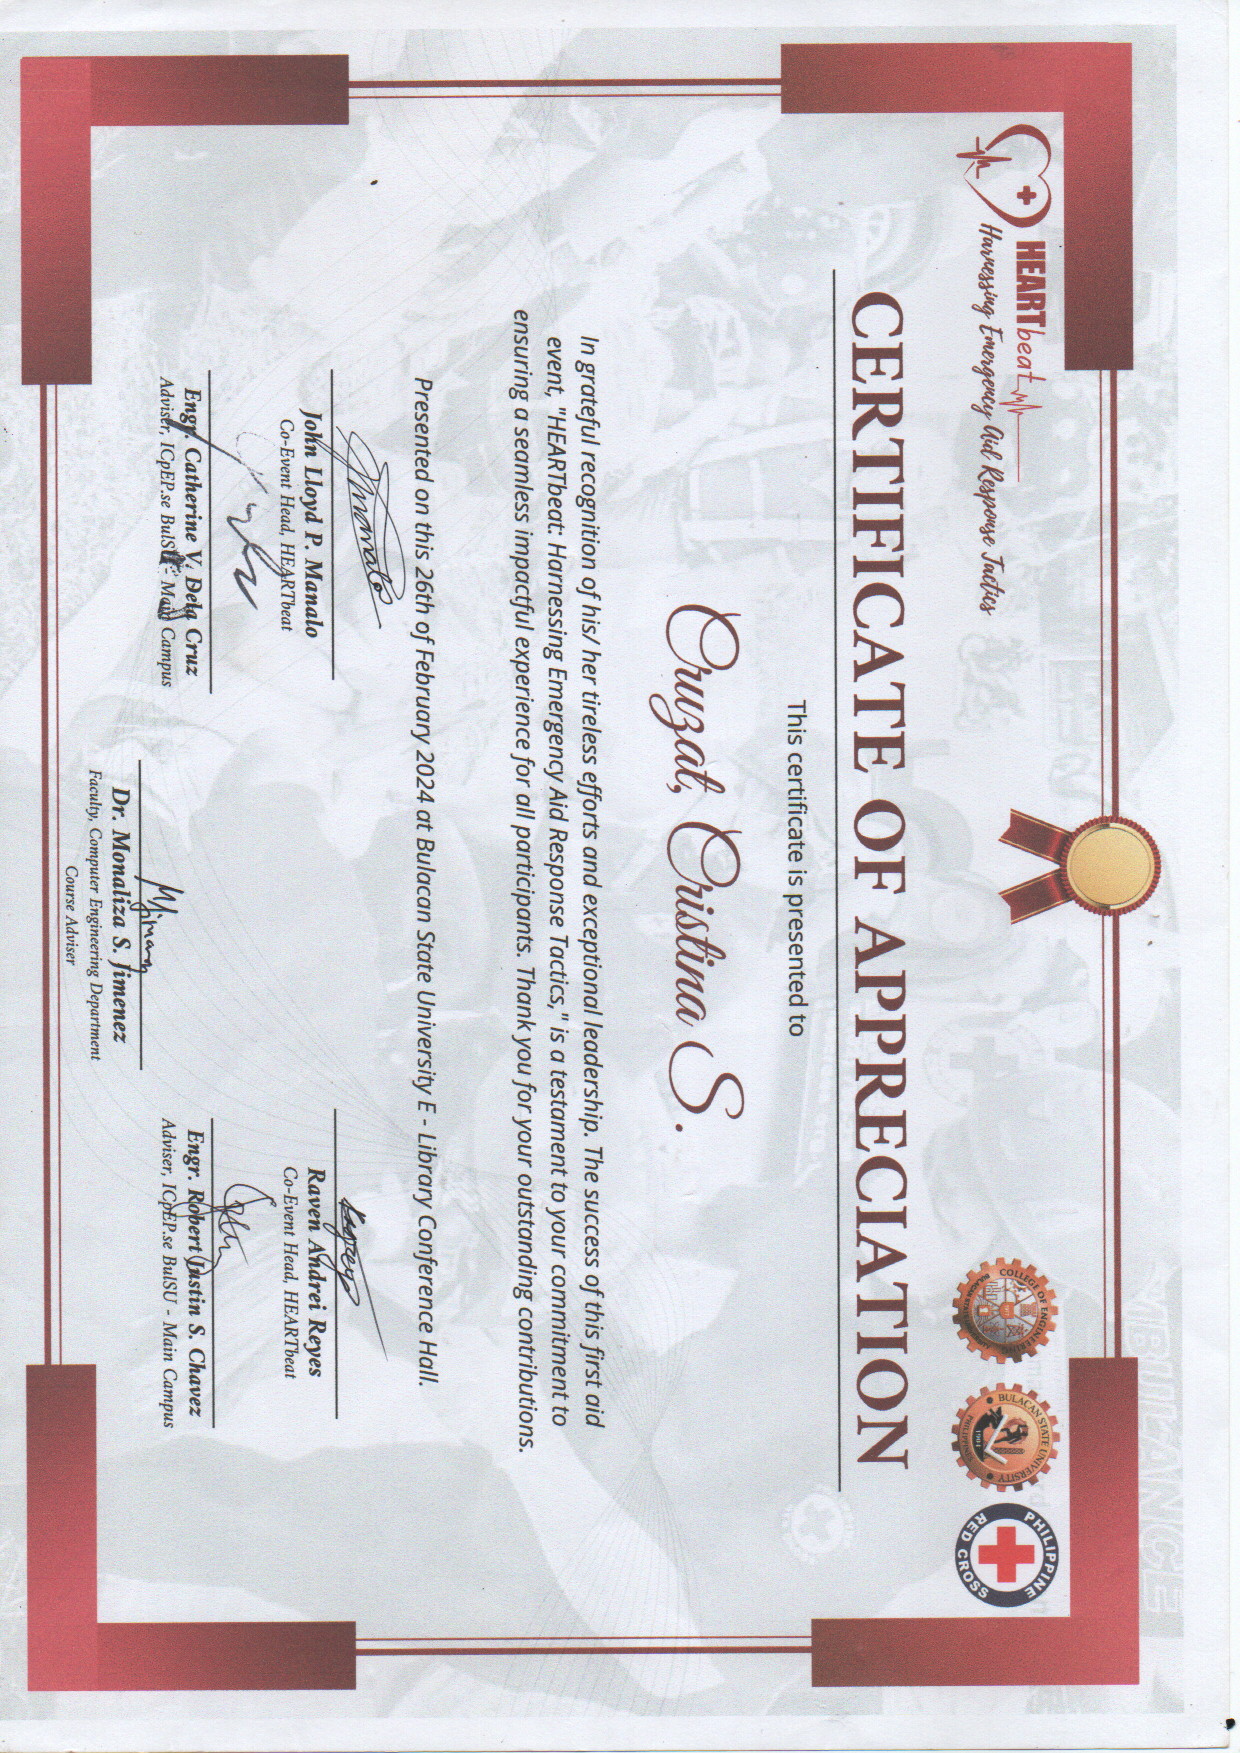 HEARTbeat
Harnessing Emergency Aid Response Tactics
COLLEGE OF ENGINEERING
BULACAN STATE UNIVERSITY
BULACAN STATE UNIVERSITY
1904
PHILIPPINES
PHILIPPINE
RED CROSS
CERTIFICATE OF APPRECIATION
This certificate is presented to
Cruzat, Cristina S.
In grateful recognition of his/ her tireless efforts and exceptional leadership. The success of this first aid
event, "HEARTbeat: Harnessing Emergency Aid Response Tactics," is a testament to your commitment to
ensuring a seamless impactful experience for all participants. Thank you for your outstanding contributions.
Presented on this 26th of February 2024 at Bulacan State University E - Library Conference Hall.
John Lloyd P. Manalo
Co-Event Head, HEARTbeat
Raven Andrei Reyes
Co-Event Head, HEARTbeat
Engr. Catherine V. Dela Cruz
Adviser, ICpEP.se BulSU - Main Campus
Engr. Robert Justin S. Chavez
Adviser, ICpEP.se BulSU - Main Campus
Dr. Monaliza S. Jimenez
Faculty, Computer Engineering Department
Course Adviser